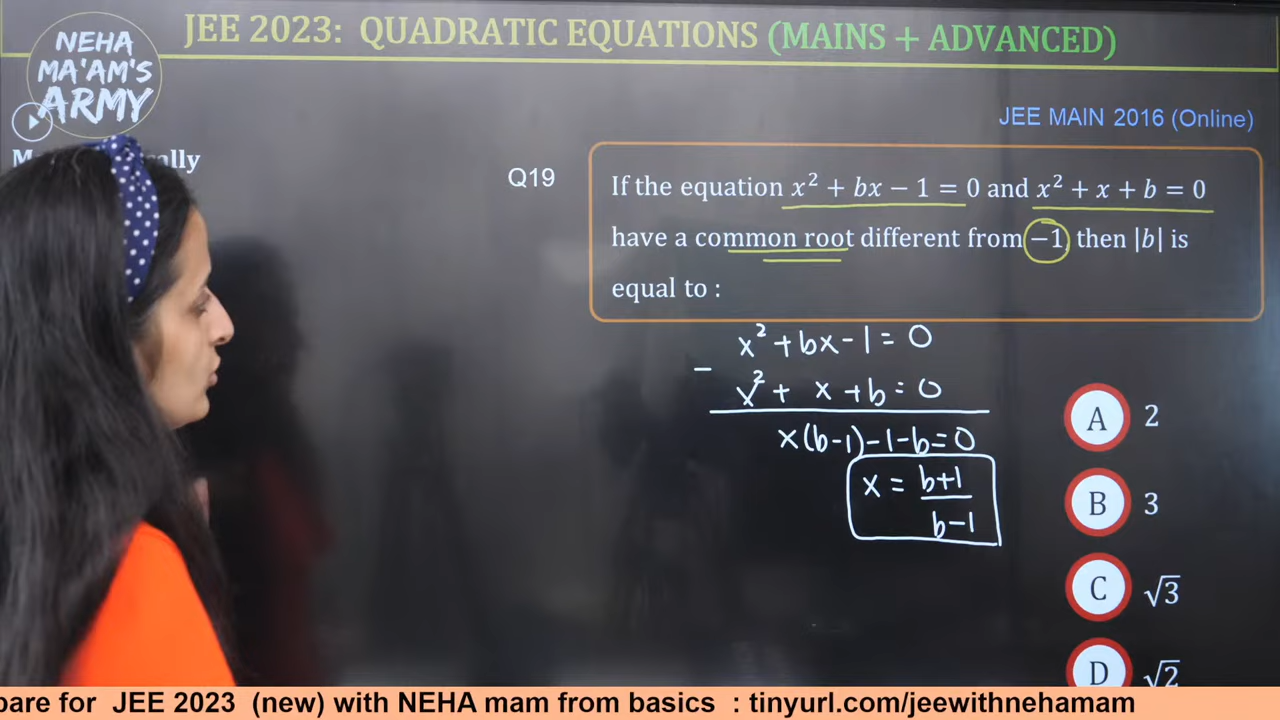 JEE 2023: QUADRATIC EQUATIONS (MAINS + ADVANCED)
NEHA
MA'AM'S
ARMY
JEE MAIN 2016 (Online)
Q19
If the equation x² + bx − 1 = 0 and x² + x + b = 0
have a common root different from −1, then |b| is
equal to :
x² + bx − 1 = 0
−
x² + x + b = 0
x(b−1)−1−b=0
x = b+1
b−1
A 2
B 3
C √3
D √2
pare for JEE 2023 (new) with NEHA mam from basics : tinyurl.com/jeewithnehamam